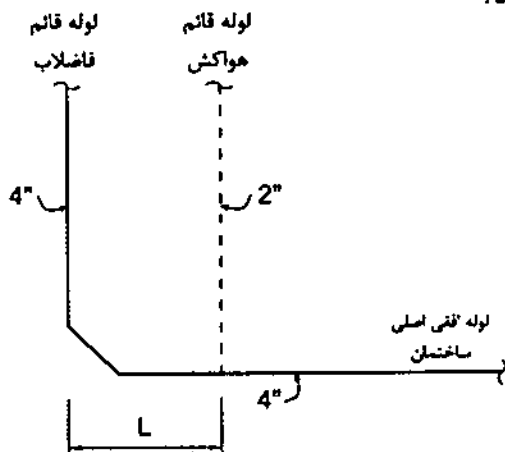 لوله قائم
فاضلاب
لوله قائم
هواکش
4"
2"
لوله افقی اصلی
ساختمان
4"
L